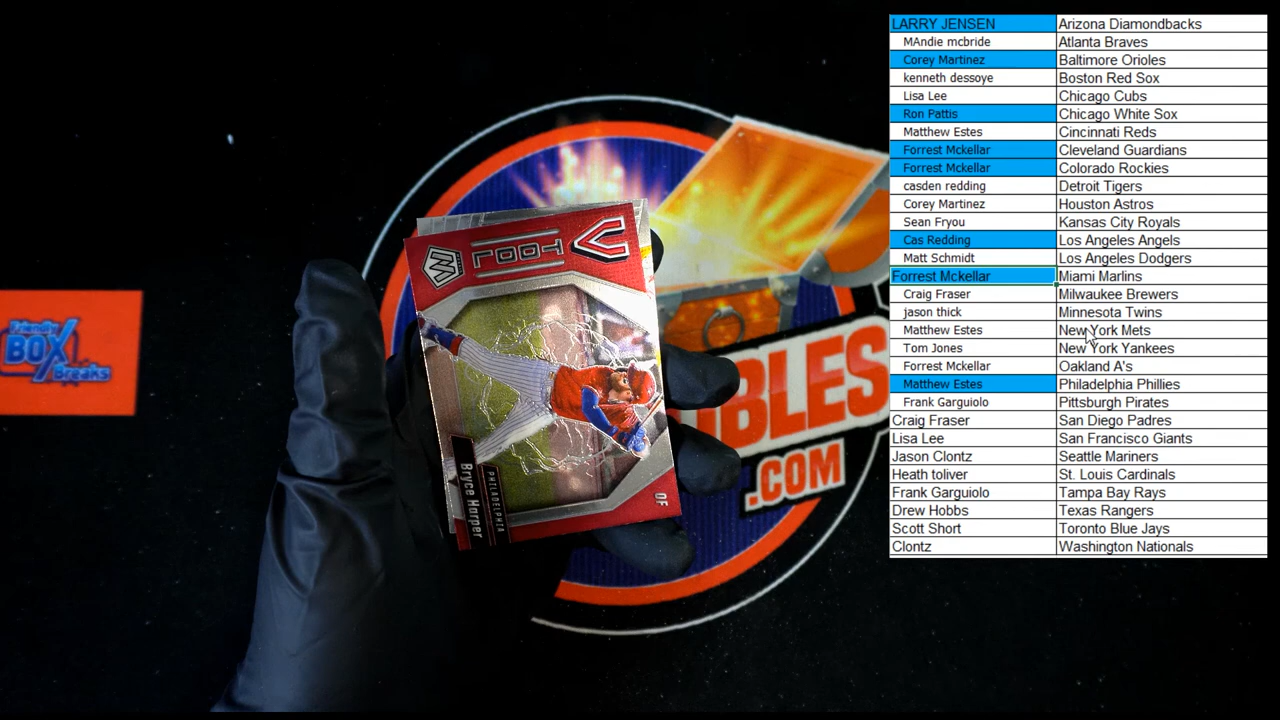 Friendly
BOX
Breaks
V
TOOL
M
Bryce Harper
PHILADELPHIA
OF
IBLES
.COM
LARRY JENSEN Arizona Diamondbacks
MAndie mcbride Atlanta Braves
Corey Martinez Baltimore Orioles
kenneth dessoye Boston Red Sox
Lisa Lee Chicago Cubs
Ron Pattis Chicago White Sox
Matthew Estes Cincinnati Reds
Forrest Mckellar Cleveland Guardians
Forrest Mckellar Colorado Rockies
casden redding Detroit Tigers
Corey Martinez Houston Astros
Sean Fryou Kansas City Royals
Cas Redding Los Angeles Angels
Matt Schmidt Los Angeles Dodgers
Forrest Mckellar Miami Marlins
Craig Fraser Milwaukee Brewers
jason thick Minnesota Twins
Matthew Estes New York Mets
Tom Jones New York Yankees
Forrest Mckellar Oakland A's
Matthew Estes Philadelphia Phillies
Frank Garguiolo Pittsburgh Pirates
Craig Fraser San Diego Padres
Lisa Lee San Francisco Giants
Jason Clontz Seattle Mariners
Heath toliver St. Louis Cardinals
Frank Garguiolo Tampa Bay Rays
Drew Hobbs Texas Rangers
Scott Short Toronto Blue Jays
Clontz Washington Nationals